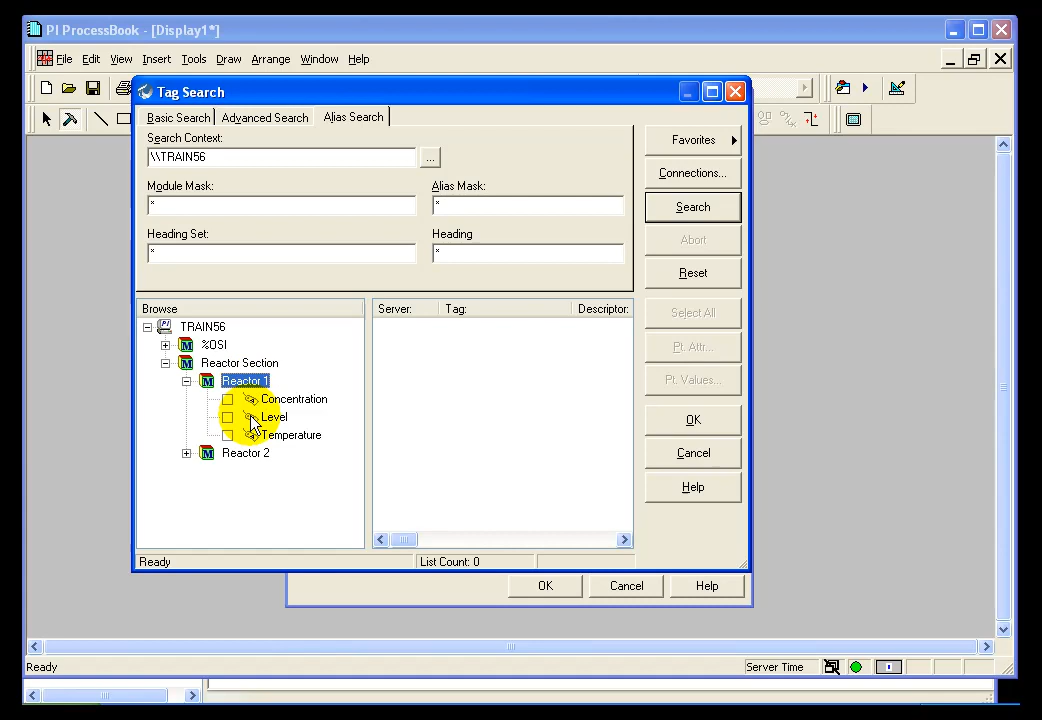 PI ProcessBook - [Display1*]
File Edit View Insert Tools Draw Arrange Window Help
Tag Search
Basic Search Advanced Search Alias Search
Search Context:
\\TRAIN56 ...
Module Mask: Alias Mask:
* *
Heading Set: Heading
* *
Favorites
Connections...
Search
Abort
Reset
Select All
Pt. Attr...
Pt. Values...
OK
Cancel
Help
Browse Server: Tag: Descriptor:
TRAIN56
%OSI
Reactor Section
Reactor 1
Concentration
Level
Temperature
Reactor 2
Ready List Count: 0
OK Cancel Help
Ready Server Time